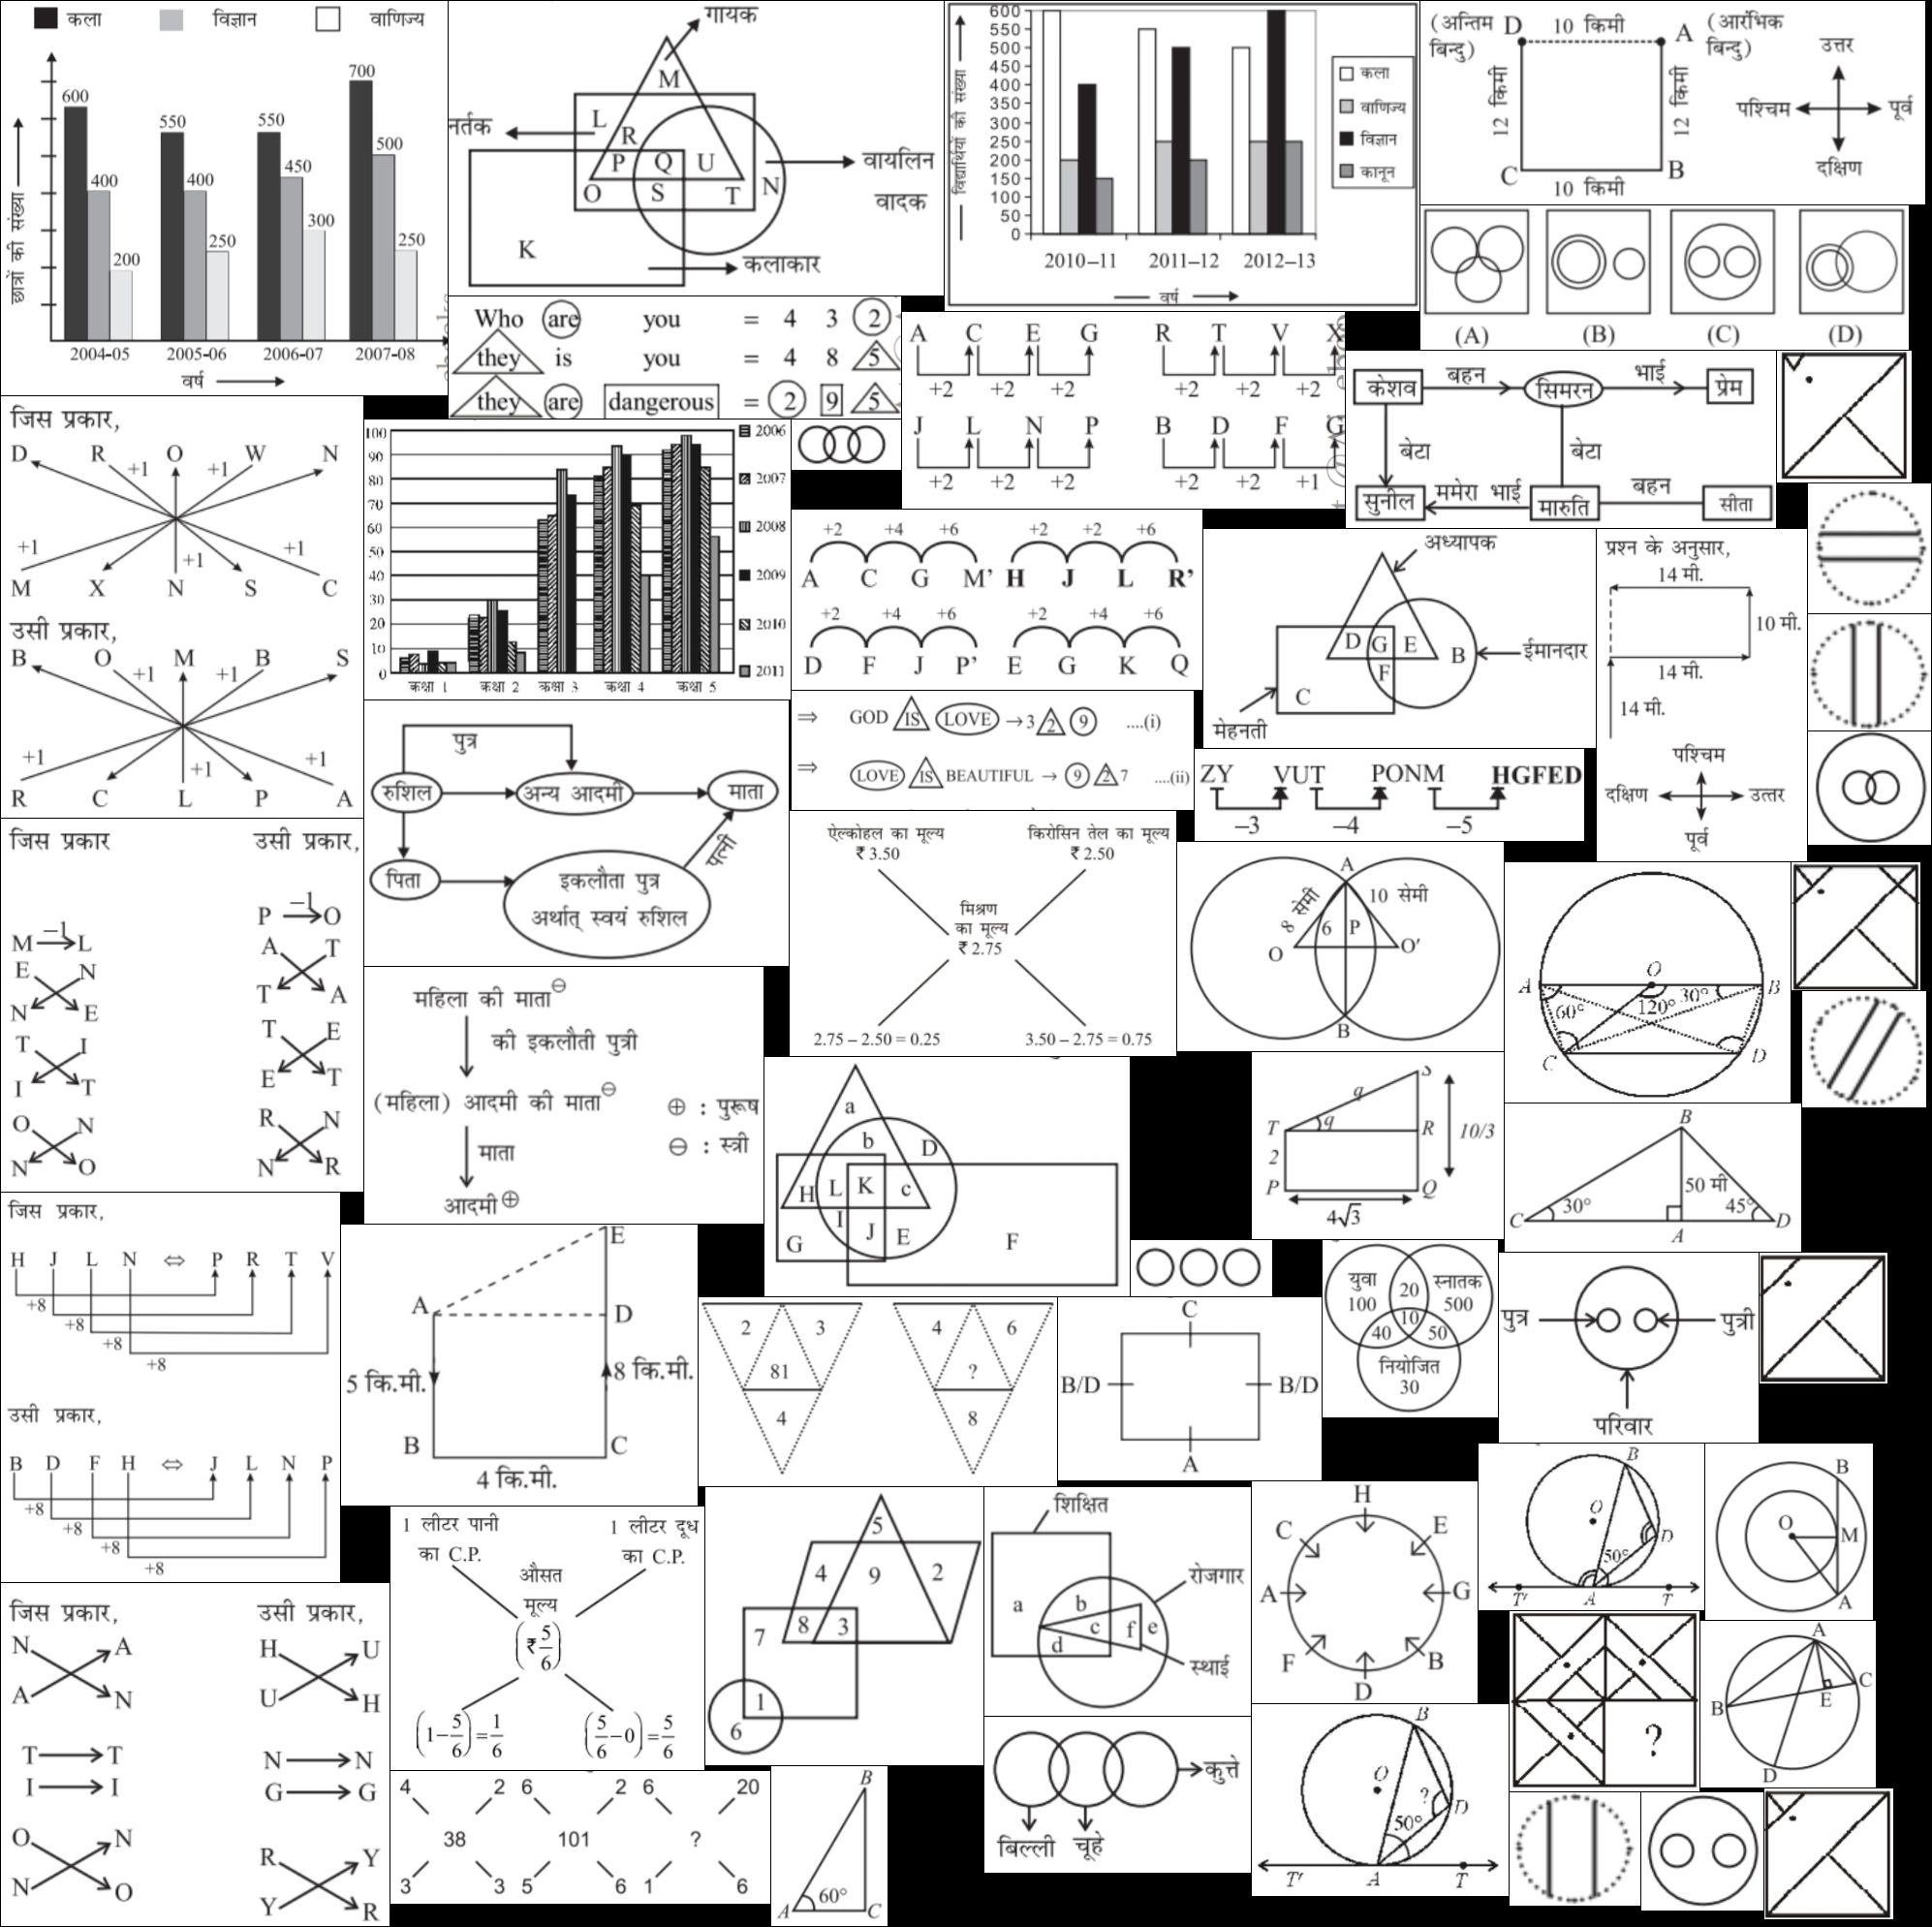 कला विज्ञान वाणिज्य
छात्रों की संख्या
600 400 200
550 400 250
550 450 300
700 500 250
2004-05 2005-06 2006-07 2007-08
वर्ष
गायक
नर्तक
वायलिन
वादक
कलाकार
M
L
R
P Q U
O S T N
K
विद्यार्थियों की संख्या
600
550
500
450
400
350
300
250
200
150
100
50
0
2010–11 2011–12 2012–13
वर्ष
कला
वाणिज्य
विज्ञान
कानून
(अन्तिम बिन्दु) D 10 किमी A (आरंभिक बिन्दु)
12 किमी 12 किमी
C 10 किमी B
उत्तर
पश्चिम पूर्व
दक्षिण
(A) (B) (C) (D)
Who are you = 4 3 2
they is you = 4 8 5
they are dangerous = 2 9 5
A C E G R T V X
+2 +2 +2 +2 +2 +2
J L N P B D F G
+2 +2 +2 +2 +2 +1
केशव बहन सिमरन भाई प्रेम
बेटा बेटा
सुनील ममेरा भाई मारुति बहन सीता
जिस प्रकार,
D R O W N
+1 +1
+1 +1 +1
M X N S C
उसी प्रकार,
B O M B S
+1 +1
+1 +1 +1
R C L P A
100
90
80
70
60
50
40
30
20
10
0
कक्षा 1 कक्षा 2 कक्षा 3 कक्षा 4 कक्षा 5
2006
2007
2008
2009
2010
2011
+2 +4 +6 +2 +2 +6
A C G M' H J L R'
+2 +4 +6 +2 +4 +6
D F J P' E G K Q
अध्यापक
ईमानदार
मेहनती
D G E B
F
C
प्रश्न के अनुसार,
14 मी.
10 मी.
14 मी.
14 मी.
पश्चिम
दक्षिण उत्तर
पूर्व
⇒ GOD IS LOVE → 3 2 9 ....(i)
⇒ LOVE IS BEAUTIFUL → 9 2 7 ....(ii)
ZY VUT PONM HGFED
–3 –4 –5
पुत्र
रुशिल अन्य आदमी माता
पत्नी
पिता इकलौता पुत्र
अर्थात् स्वयं रुशिल
जिस प्रकार उसी प्रकार,
–1
P O
–1
M L
A T
T A
E N
N E
T E
E T
T I
I T
R N
N R
O N
N O
ऐल्कोहल का मूल्य किरोसिन तेल का मूल्य
₹ 3.50 ₹ 2.50
मिश्रण
का मूल्य
₹ 2.75
2.75 – 2.50 = 0.25 3.50 – 2.75 = 0.75
A
8 सेमी 10 सेमी
6 P
O O'
B
O
A B
60° 120° 30°
C D
महिला की माता ⊖
की इकलौती पुत्री
(महिला) आदमी की माता ⊖
माता
आदमी ⊕
⊕ : पुरूष
⊖ : स्त्री
a
b D
H L K c
I J E
G F
S
q
T q R 10/3
2
P Q
4√3
B
50 मी
30° 45°
C A D
जिस प्रकार,
H J L N ⇔ P R T V
+8
+8
+8
+8
उसी प्रकार,
B D F H ⇔ J L N P
+8
+8
+8
+8
E
A D
5 कि.मी. 8 कि.मी.
B C
4 कि.मी.
2 3 4 6
81 ?
4 8
C
B/D B/D
A
युवा 100 20 स्नातक 500
10
40 50
नियोजित
30
पुत्र पुत्री
परिवार
B
O
D
50°
T' A T
B
O M
A
जिस प्रकार, उसी प्रकार,
N A H U
A N U H
T T N N
I I G G
O N R Y
N O Y R
1 लीटर पानी का C.P. 1 लीटर दूध का C.P.
औसत
मूल्य
(₹ 5/6)
(1–5/6)=1/6 (5/6–0)=5/6
5
4 9 2
7 8 3
1
6
शिक्षित
रोजगार
स्थाई
a b c d e f
H
C E
A G
F B
D
?
A
B C
E
D
4 2 6 2 6 20
38 101 ?
3 3 5 6 1 6
B
60°
A C
कुत्ते
बिल्ली चूहे
B
O
? D
50°
T' A T